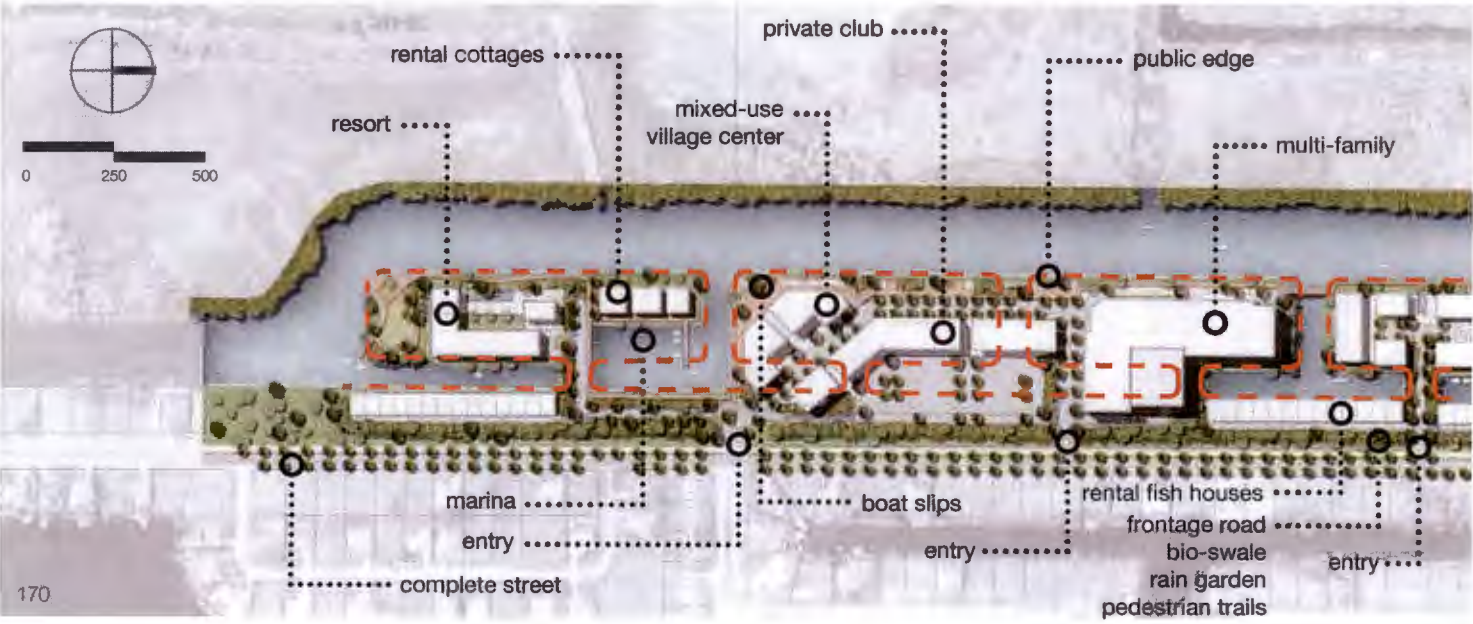 private club
rental cottages
public edge
mixed-use
village center
resort
multi-family
0 250 500
marina
boat slips
rental fish houses
entry
frontage road
entry
bio-swale
entry
complete street
rain garden
pedestrian trails
170